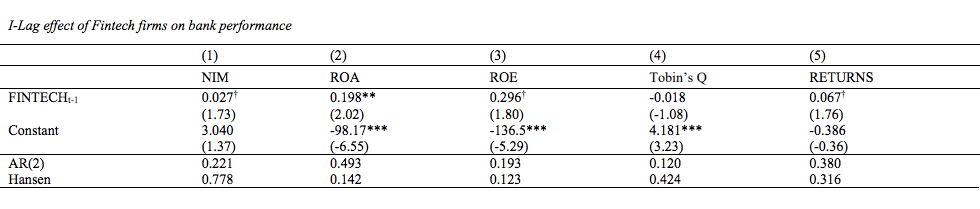 I-Lag effect of Fintech firms on bank performance
(1) (2) (3) (4) (5)
NIM ROA ROE Tobin’s Q RETURNS
FINTECHt-1 0.027† 0.198** 0.296† -0.018 0.067†
(1.73) (2.02) (1.80) (-1.08) (1.76)
Constant 3.040 -98.17*** -136.5*** 4.181*** -0.386
(1.37) (-6.55) (-5.29) (3.23) (-0.36)
AR(2) 0.221 0.493 0.193 0.120 0.380
Hansen 0.778 0.142 0.123 0.424 0.316